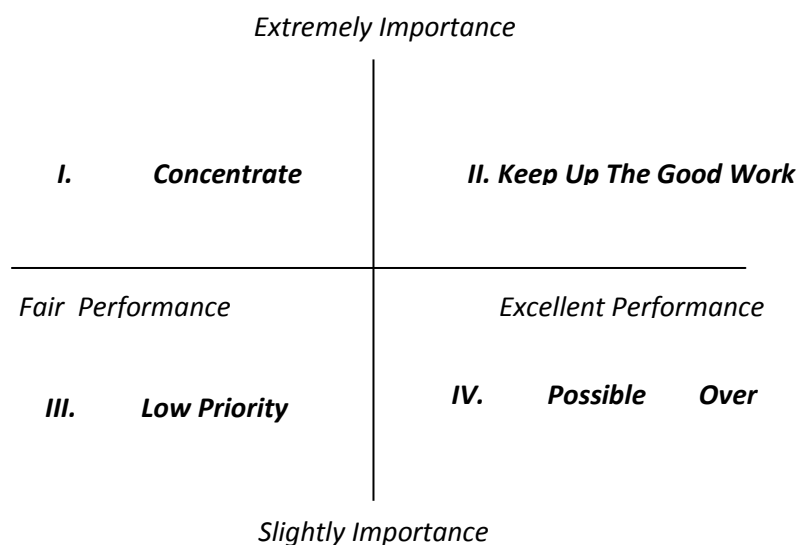 Extremely Importance
I. Concentrate
II. Keep Up The Good Work
Fair Performance
Excellent Performance
III. Low Priority
IV. Possible Over
Slightly Importance